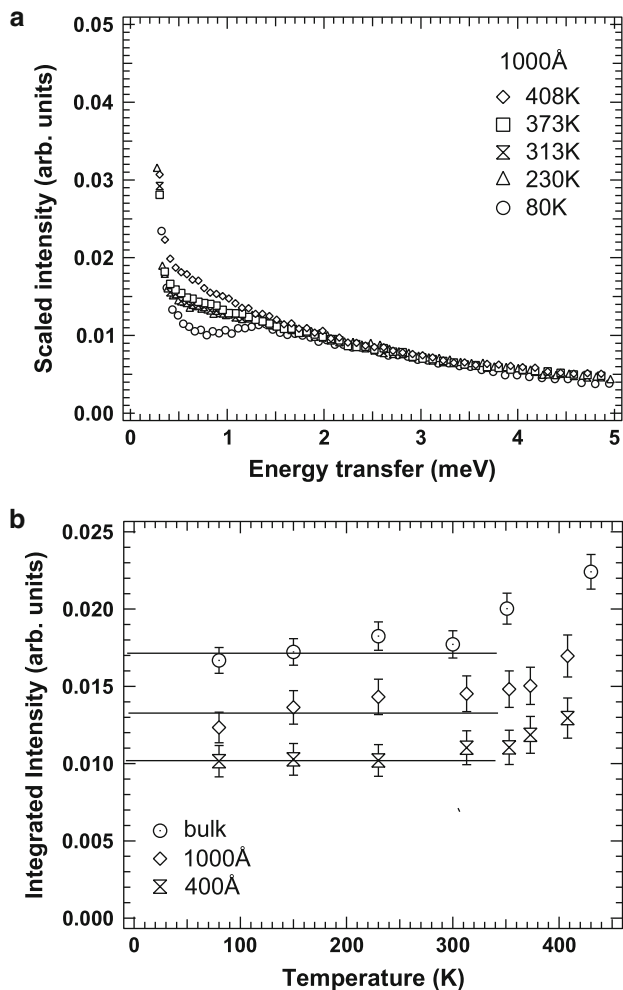 a
0.05
0.04
0.03
0.02
0.01
0.00
Scaled intensity (arb. units)
1000Å
408K
373K
313K
230K
80K
0 1 2 3 4 5
Energy transfer (meV)
b
0.025
0.020
0.015
0.010
0.005
0.000
Integrated Intensity (arb. units)
bulk
1000Å
400Å
0 100 200 300 400
Temperature (K)